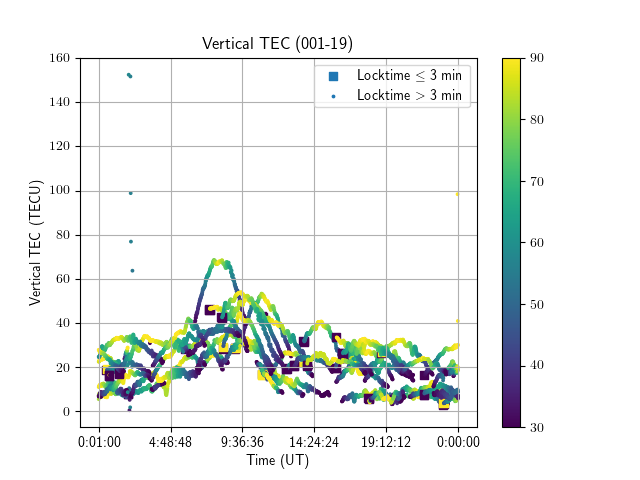 Vertical TEC (001-19)
Locktime ≤ 3 min
Locktime > 3 min
Vertical TEC (TECU)
160
140
120
100
80
60
40
20
0
0:01:00 4:48:48 9:36:36 14:24:24 19:12:12 0:00:00
Time (UT)
90
80
70
60
50
40
30